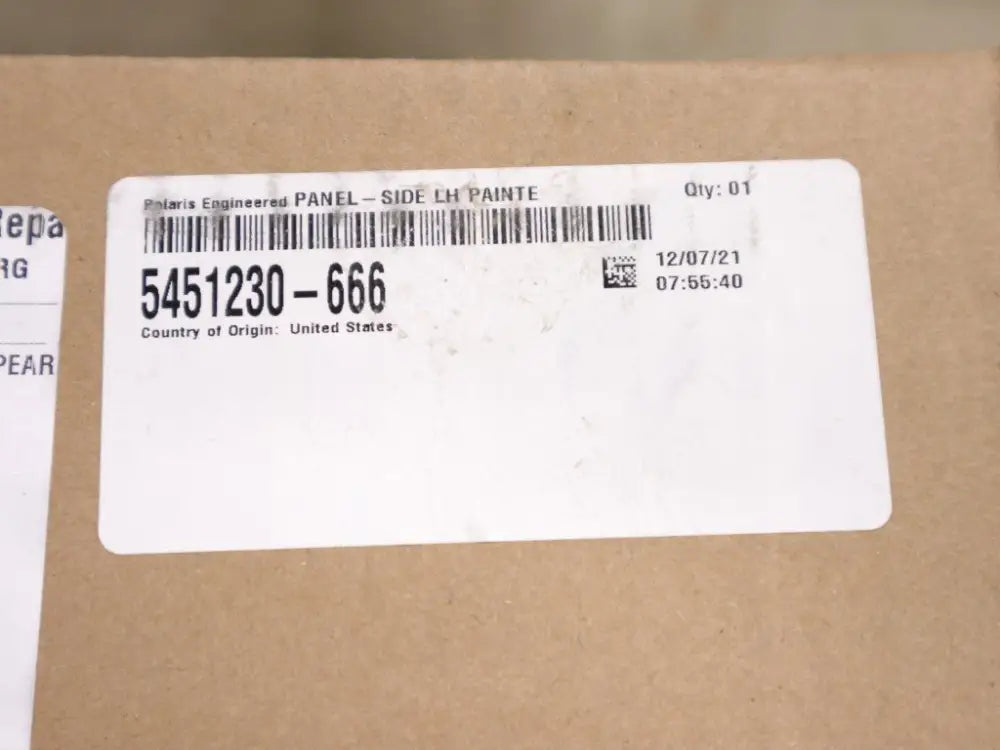 Repa
RG
PEAR
Polaris Engineered PANEL-SIDE LH PAINTE
Qty: 01
5451230-666
12/07/21
07:55:40
Country of Origin: United States